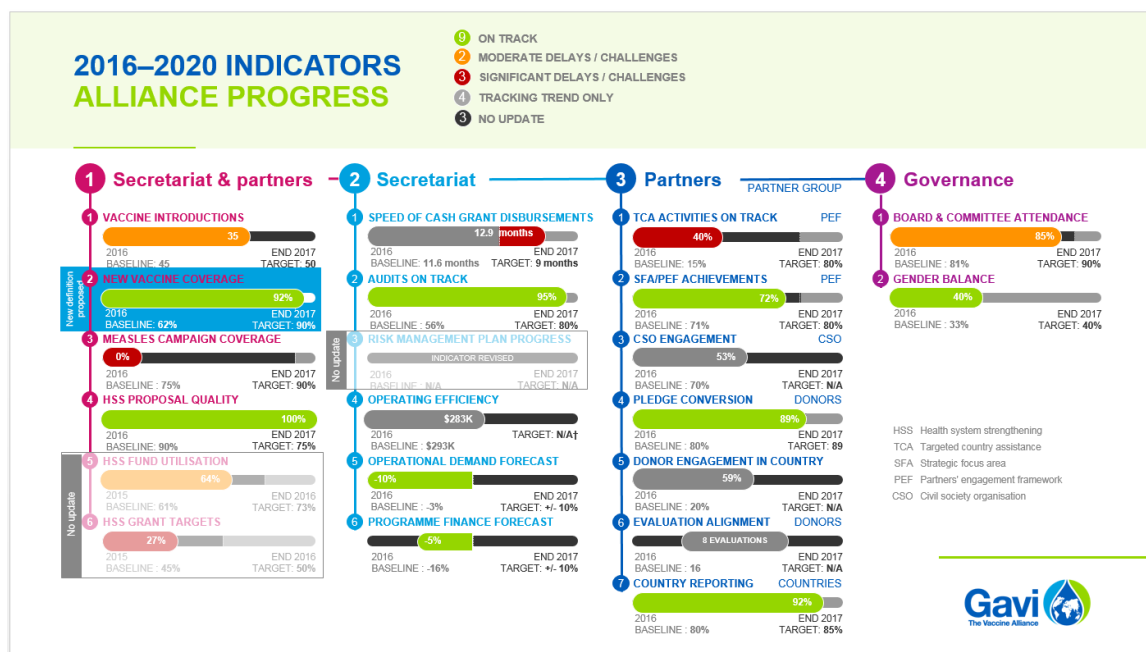 2016–2020 INDICATORS
ALLIANCE PROGRESS
9 ON TRACK
2 MODERATE DELAYS / CHALLENGES
3 SIGNIFICANT DELAYS / CHALLENGES
4 TRACKING TREND ONLY
3 NO UPDATE
1 Secretariat & partners
1 VACCINE INTRODUCTIONS
35
2016 END 2017
BASELINE: 45 TARGET: 50
New definition proposed
2 NEW VACCINE COVERAGE
92%
2016 END 2017
BASELINE: 62% TARGET: 90%
3 MEASLES CAMPAIGN COVERAGE
0%
2016 END 2017
BASELINE : 75% TARGET: 90%
4 HSS PROPOSAL QUALITY
100%
2016 END 2017
BASELINE: 90% TARGET: 75%
No update
5 HSS FUND UTILISATION
64%
2015 END 2016
BASELINE : 61% TARGET: 73%
6 HSS GRANT TARGETS
27%
2015 END 2016
BASELINE : 45% TARGET: 50%
2 Secretariat
1 SPEED OF CASH GRANT DISBURSEMENTS
12.9 months
2016 END 2017
BASELINE: 11.6 months TARGET: 9 months
2 AUDITS ON TRACK
95%
2016 END 2017
BASELINE : 56% TARGET: 80%
No update
3 RISK MANAGEMENT PLAN PROGRESS
INDICATOR REVISED
2016 END 2017
BASELINE : N/A TARGET: N/A
4 OPERATING EFFICIENCY
$283K
2016 TARGET: N/A†
BASELINE : $293K
5 OPERATIONAL DEMAND FORECAST
-10%
2016 END 2017
BASELINE : -3% TARGET: +/- 10%
6 PROGRAMME FINANCE FORECAST
-5%
2016 END 2017
BASELINE : -16% TARGET: +/- 10%
3 Partners
PARTNER GROUP
1 TCA ACTIVITIES ON TRACK PEF
40%
2016 END 2017
BASELINE: 15% TARGET: 80%
2 SFA/PEF ACHIEVEMENTS PEF
72%
2016 END 2017
BASELINE : 71% TARGET: 80%
3 CSO ENGAGEMENT CSO
53%
2016 END 2017
BASELINE : 70% TARGET: N/A
4 PLEDGE CONVERSION DONORS
89%
2016 END 2017
BASELINE : 80% TARGET: 89
5 DONOR ENGAGEMENT IN COUNTRY
59%
2016 END 2017
BASELINE : 20% TARGET: N/A
6 EVALUATION ALIGNMENT DONORS
8 EVALUATIONS
2016 END 2017
BASELINE : 16 TARGET: N/A
7 COUNTRY REPORTING COUNTRIES
92%
2016 END 2017
BASELINE : 80% TARGET: 85%
4 Governance
1 BOARD & COMMITTEE ATTENDANCE
85%
2016 END 2017
BASELINE : 81% TARGET: 90%
2 GENDER BALANCE
40%
2016 END 2017
BASELINE : 33% TARGET: 40%
HSS Health system strengthening
TCA Targeted country assistance
SFA Strategic focus area
PEF Partners' engagement framework
CSO Civil society organisation
Gavi
The Vaccine Alliance